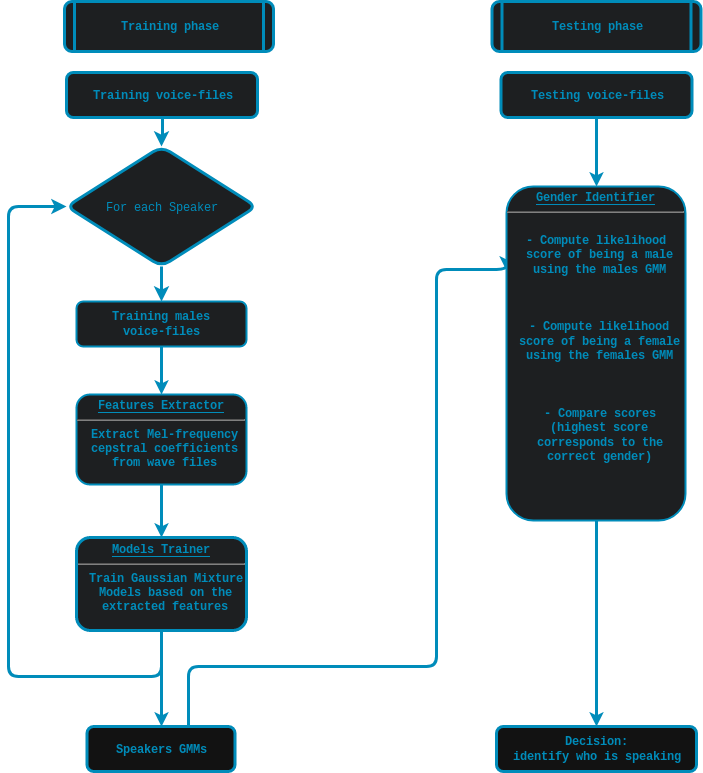 Training phase
Training voice-files
For each Speaker
Training males
voice-files
Features Extractor
Extract Mel-frequency
cepstral coefficients
from wave files
Models Trainer
Train Gaussian Mixture
Models based on the
extracted features
Speakers GMMs
Testing phase
Testing voice-files
Gender Identifier
- Compute likelihood
score of being a male
using the males GMM
- Compute likelihood
score of being a female
using the females GMM
- Compare scores
(highest score
corresponds to the
correct gender)
Decision:
identify who is speaking